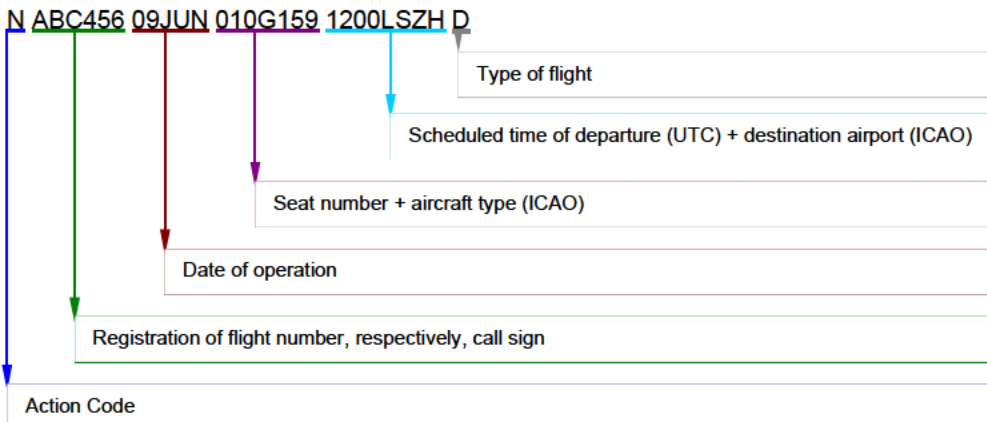 N ABC456 09JUN 010G159 1200LSZH D
Type of flight
Scheduled time of departure (UTC) + destination airport (ICAO)
Seat number + aircraft type (ICAO)
Date of operation
Registration of flight number, respectively, call sign
Action Code